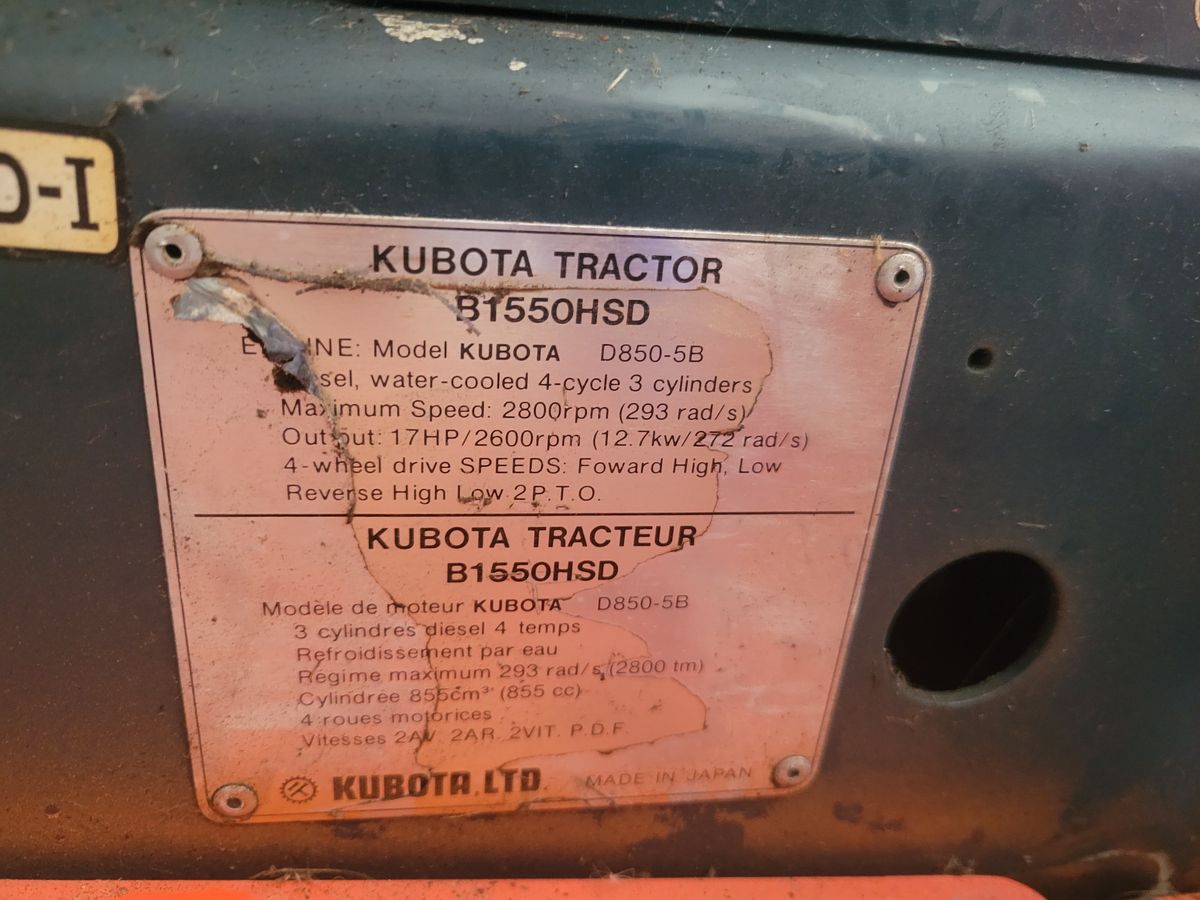 -I
KUBOTA TRACTOR
B1550HSD
Model KUBOTA D850-5B
water-cooled 4-cycle 3 cylinders
Maximum Speed: 2800rpm (293 rad/s)
Output: 17HP/2600rpm (12.7kw/272 rad/s)
4-wheel drive SPEEDS: Foward High, Low
Reverse High Low 2P.T.O.
KUBOTA TRACTEUR
B1550HSD
Modèle de moteur KUBOTA D850-5B
3 cylindres diesel 4 temps
Refroidissement par eau
Régime maximum 293 rad/s (2800 tm)
Cylindrée 855cm³ (855 cc)
4 roues motorices
Vitesses 2AV. 2AR. 2VIT. P.D.F.
KUBOTA, LTD. MADE IN JAPAN